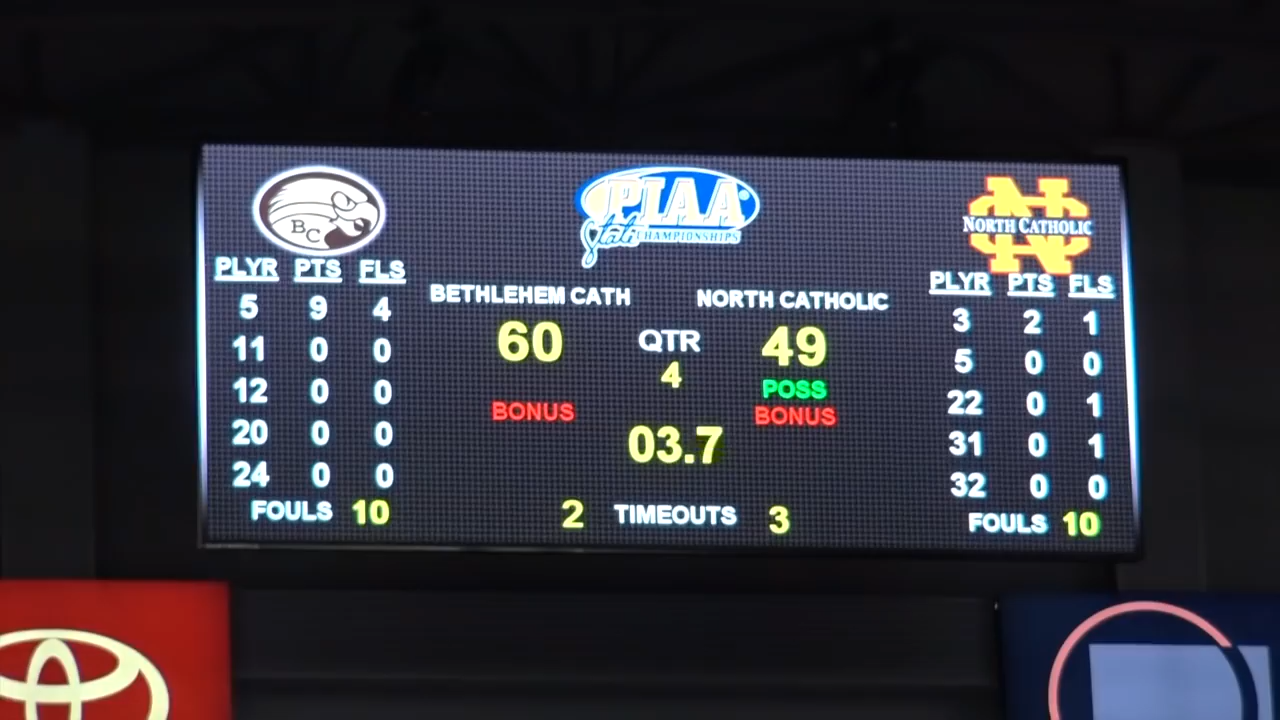 BC
PIAA®
State CHAMPIONSHIPS
N
NORTH CATHOLIC
PLYR PTS FLS
5 9 4
11 0 0
12 0 0
20 0 0
24 0 0
FOULS 10
BETHLEHEM CATH NORTH CATHOLIC
60 QTR 49
4
POSS
BONUS BONUS
03.7
2 TIMEOUTS 3
PLYR PTS FLS
3 2 1
5 0 0
22 0 1
31 0 1
32 0 0
FOULS 10